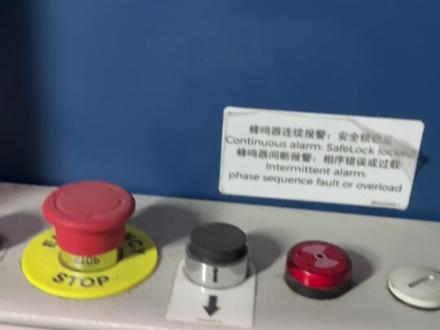 蜂鸣器连续报警：安全锁锁定
Continuous alarm: SafeLock locked
蜂鸣器间断报警：相序错误或过载
Intermittent alarm:
phase sequence fault or overload
STOP